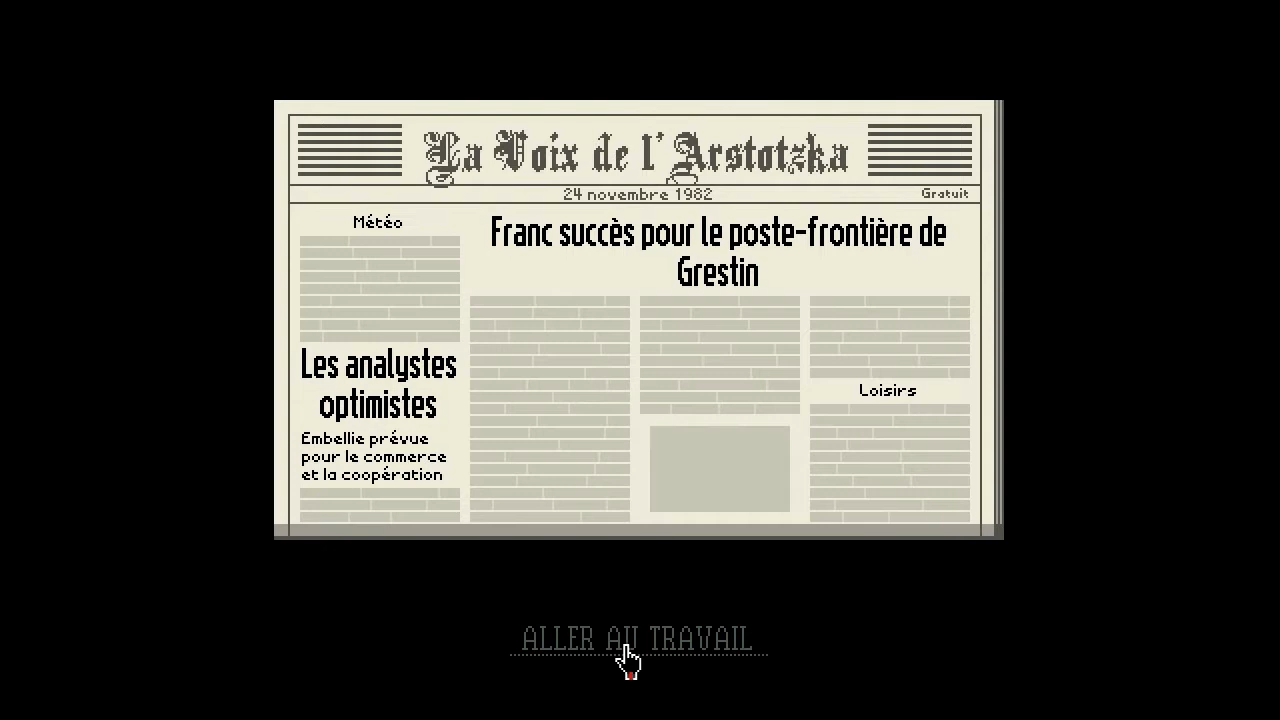 La Voix de l'Arstotzka
24 novembre 1982
Gratuit
Météo
Les analystes
optimistes
Embellie prévue
pour le commerce
et la coopération
Franc succès pour le poste-frontière de
Grestin
Loisirs
ALLER AU TRAVAIL